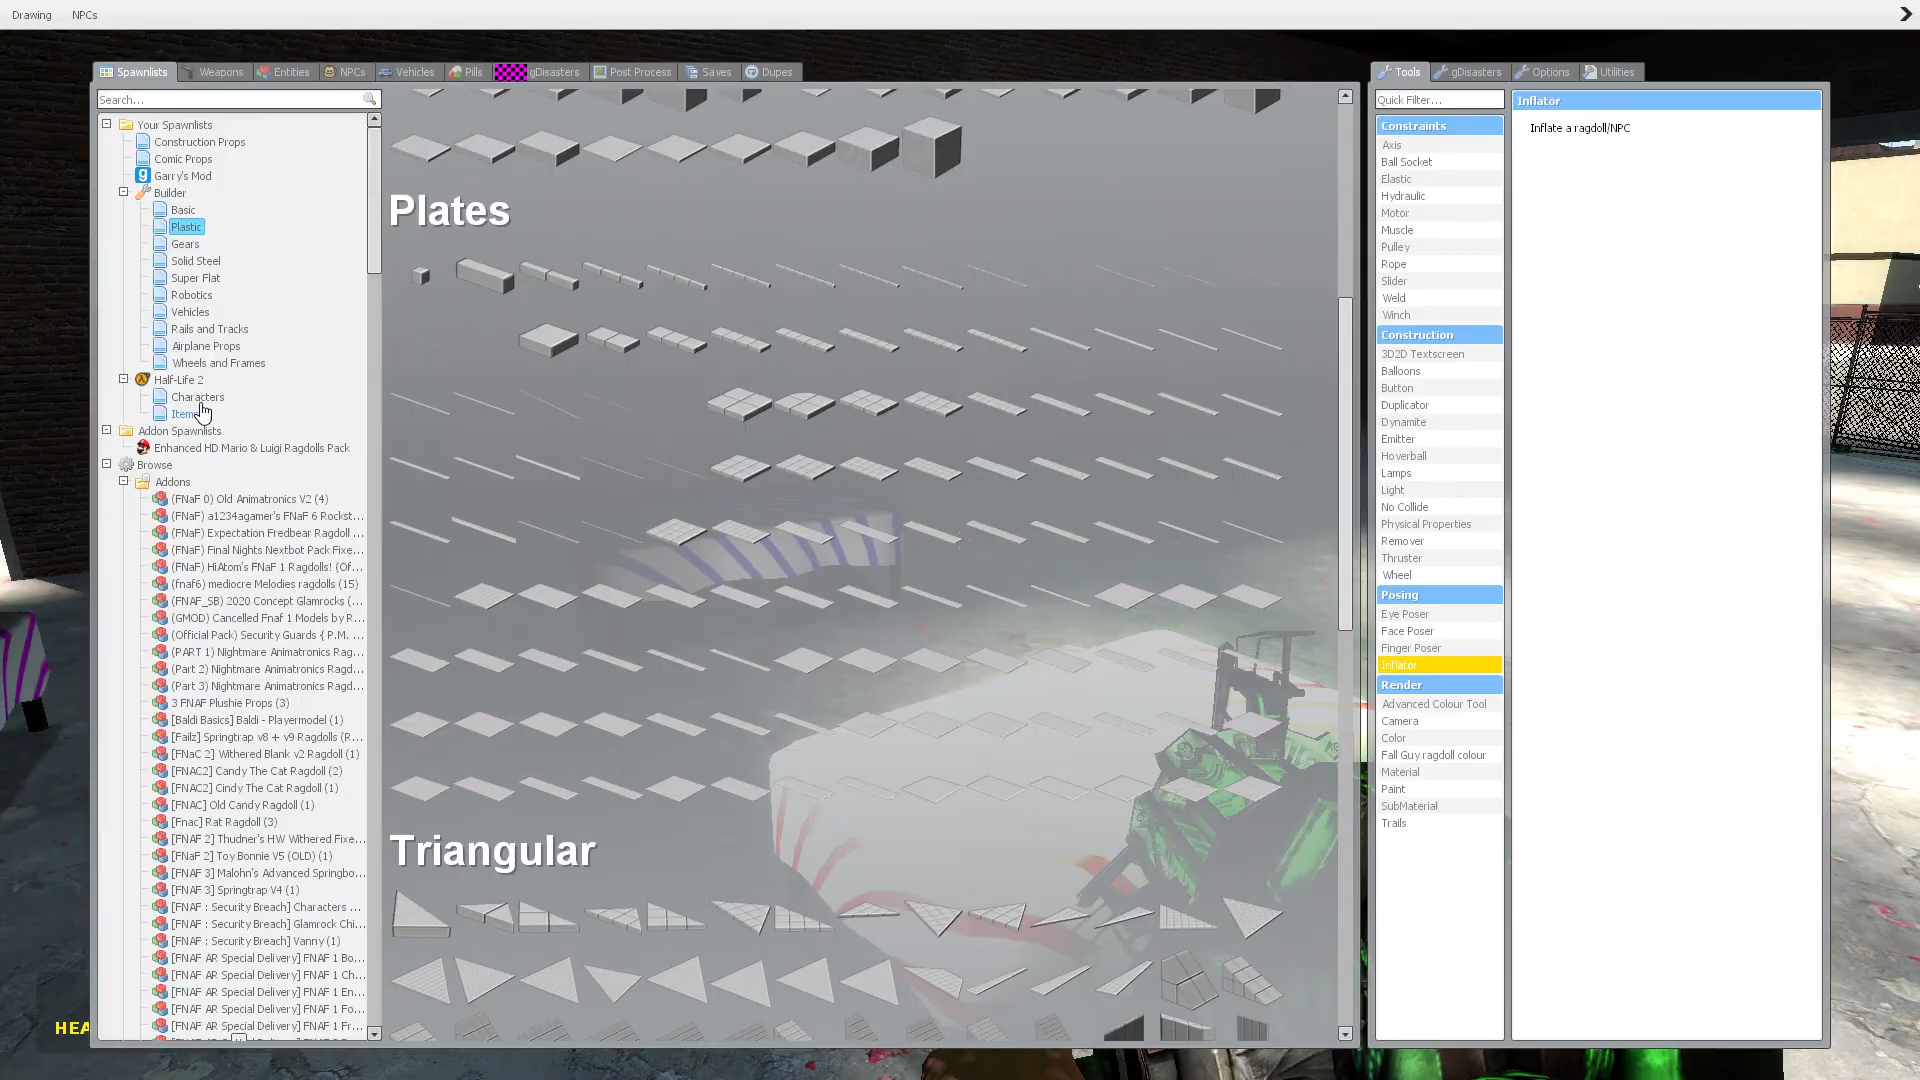 Drawing NPCs
Spawnlists Weapons Entities NPCs Vehicles Pills gDisasters Post Process Saves Dupes
Search...
Your Spawnlists
Construction Props
Comic Props
Garry's Mod
Builder
Basic
Plastic
Gears
Solid Steel
Super Flat
Robotics
Vehicles
Rails and Tracks
Airplane Props
Wheels and Frames
Half-Life 2
Characters
Items
Addon Spawnlists
Enhanced HD Mario & Luigi Ragdolls Pack
Browse
Addons
(FNaF 0) Old Animatronics V2 (4)
(FNaF) a1234agamer's FNaF 6 Rockst...
(FNaF) Expectation Fredbear Ragdoll ...
(FNaF) Final Nights Nextbot Pack Fixe...
(FNaF) HiAtom's FNaF 1 Ragdolls! (Of...
(fnaf6) mediocre Melodies ragdolls (15)
(FNAF_SB) 2020 Concept Glamrocks (...
(GMOD) Cancelled Fnaf 1 Models by R...
(Official Pack) Security Guards { P.M. ...
(PART 1) Nightmare Animatronics Rag...
(Part 2) Nightmare Animatronics Ragd...
(Part 3) Nightmare Animatronics Ragd...
3 FNAF Plushie Props (3)
[Baldi Basics] Baldi - Playermodel (1)
[Failz] Springtrap v8 + v9 Ragdolls (R...
[FNaC 2] Withered Blank v2 Ragdoll (1)
[FNAC2] Candy The Cat Ragdoll (2)
[FNAC2] Cindy The Cat Ragdoll (1)
[FNAC] Old Candy Ragdoll (1)
[Fnac] Rat Ragdoll (3)
[FNAF 2] Thudner's HW Withered Fixe...
[FNaF 2] Toy Bonnie V5 (OLD) (1)
[FNAF 3] Malohn's Advanced Springbo...
[FNAF 3] Springtrap V4 (1)
[FNAF : Security Breach] Characters ...
[FNAF : Security Breach] Glamrock Chi...
[FNAF : Security Breach] Vanny (1)
[FNAF AR Special Delivery] FNAF 1 Bo...
[FNAF AR Special Delivery] FNAF 1 Ch...
[FNAF AR Special Delivery] FNAF 1 En...
[FNAF AR Special Delivery] FNAF 1 Fo...
[FNAF AR Special Delivery] FNAF 1 Fr...
Plates
Triangular
HEA
Tools gDisasters Options Utilities
Quick Filter...
Constraints
Axis
Ball Socket
Elastic
Hydraulic
Motor
Muscle
Pulley
Rope
Slider
Weld
Winch
Construction
3D2D Textscreen
Balloons
Button
Duplicator
Dynamite
Emitter
Hoverball
Lamps
Light
No Collide
Physical Properties
Remover
Thruster
Wheel
Posing
Eye Poser
Face Poser
Finger Poser
Inflator
Render
Advanced Colour Tool
Camera
Color
Fall Guy ragdoll colour
Material
Paint
SubMaterial
Trails
Inflator
Inflate a ragdoll/NPC